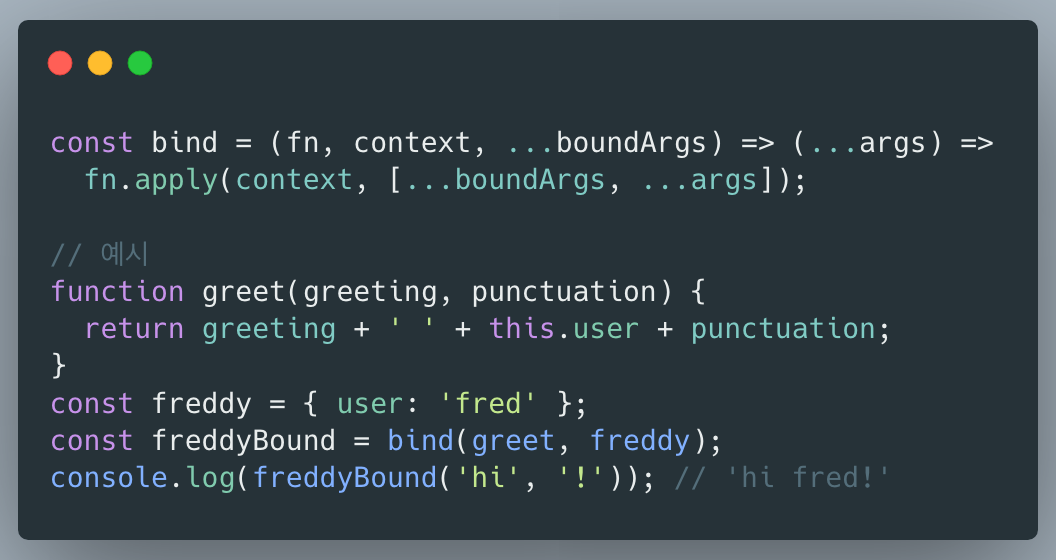 const bind = (fn, context, ...boundArgs) => (...args) =>
  fn.apply(context, [...boundArgs, ...args]);

// 예시
function greet(greeting, punctuation) {
  return greeting + ' ' + this.user + punctuation;
}
const freddy = { user: 'fred' };
const freddyBound = bind(greet, freddy);
console.log(freddyBound('hi', '!')); // 'hi fred!'